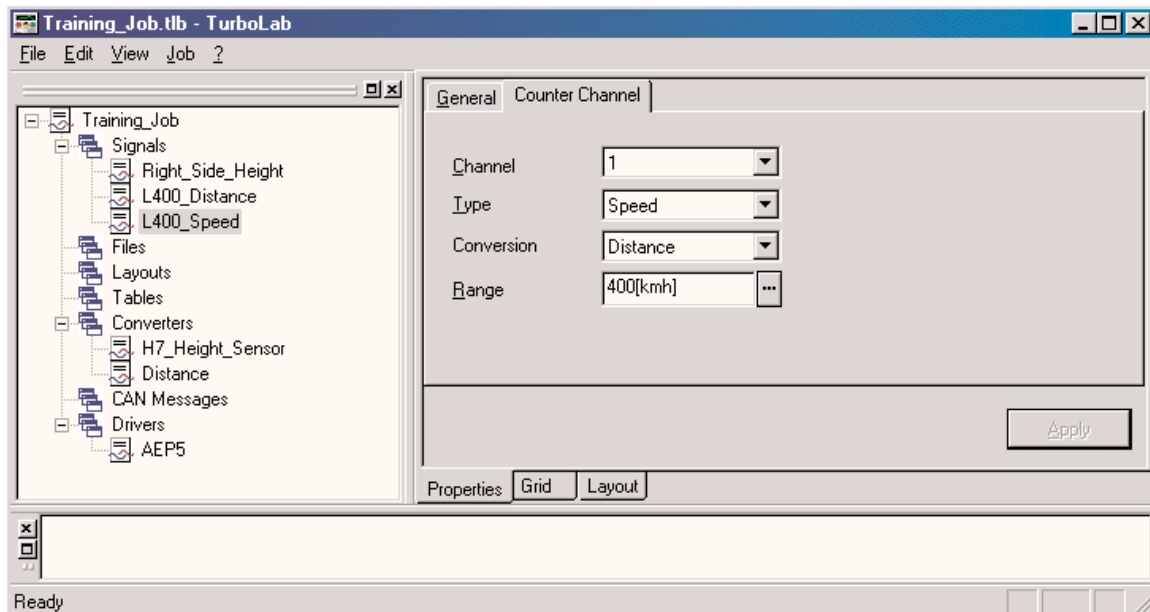 Training_Job.tlb - TurboLab
File Edit View Job ?
Training_Job
Signals
Right_Side_Height
L400_Distance
L400_Speed
Files
Layouts
Tables
Converters
H7_Height_Sensor
Distance
CAN Messages
Drivers
AEP5
General Counter Channel
Channel 1
Type Speed
Conversion Distance
Range 400[kmh] ...
Apply
Properties Grid Layout
Ready